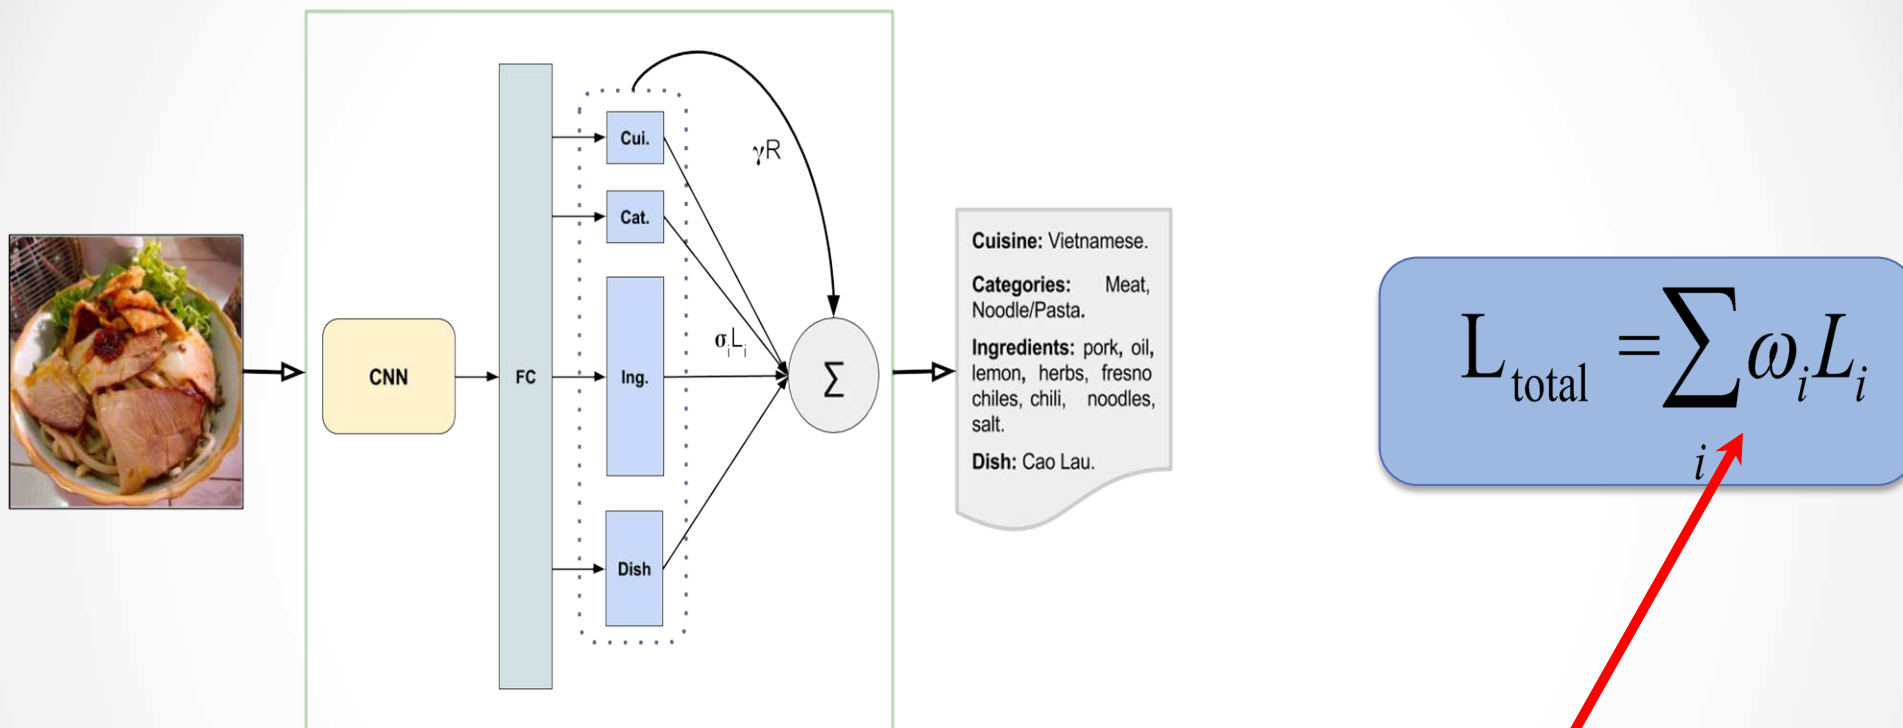 Cui.
γR
Cat.
σᵢLᵢ
CNN
FC
Ing.
Σ
Dish
Cuisine: Vietnamese.
Categories: Meat,
Noodle/Pasta.
Ingredients: pork, oil,
lemon, herbs, fresno
chiles, chili, noodles,
salt.
Dish: Cao Lau.
L_total = ∑ ωᵢLᵢ
i